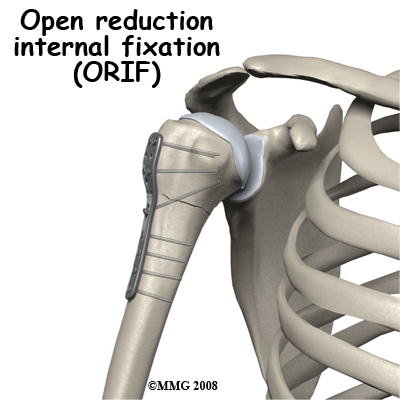 Open reduction
internal fixation
(ORIF)
©MMG 2008